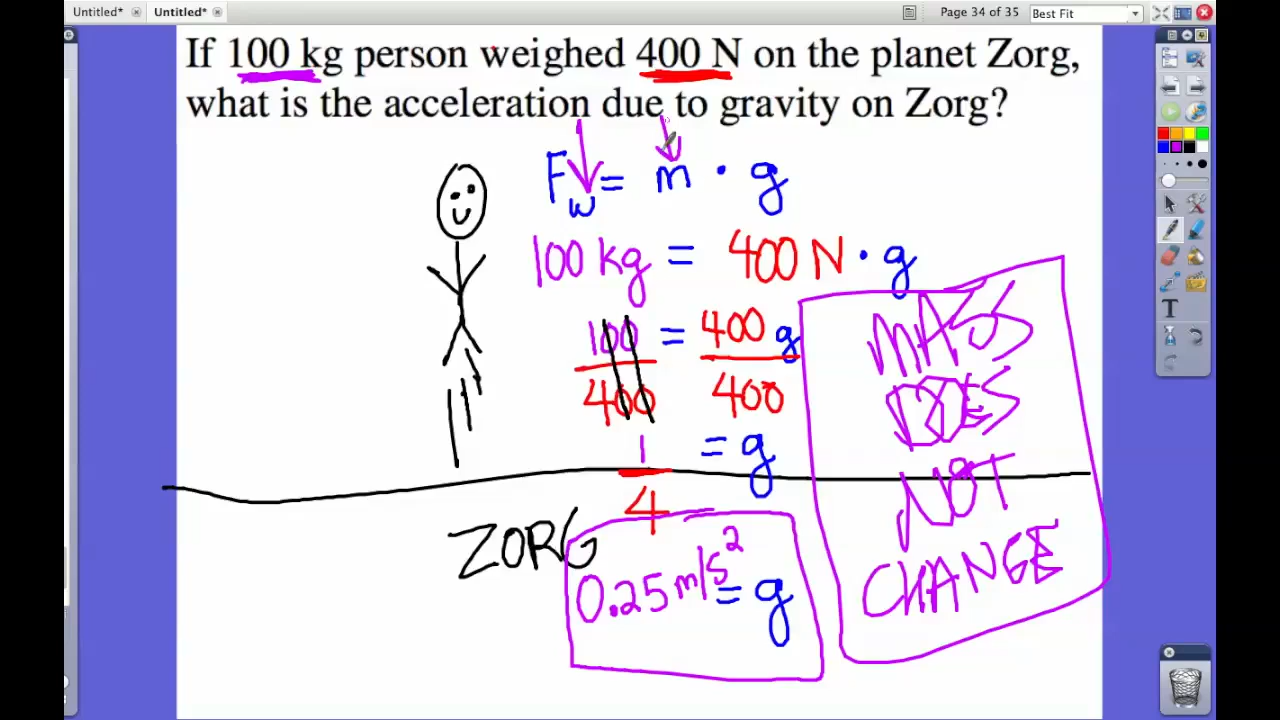 Untitled*
Untitled*
Page 34 of 35
Best Fit
If 100 kg person weighed 400 N on the planet Zorg,
what is the acceleration due to gravity on Zorg?
Fw = m · g
100 kg = 400 N · g
100 = 400 g
400 400
1 = g
4
ZORG
0.25 m/s² = g
MASS
DOES
NOT
CHANGE
T